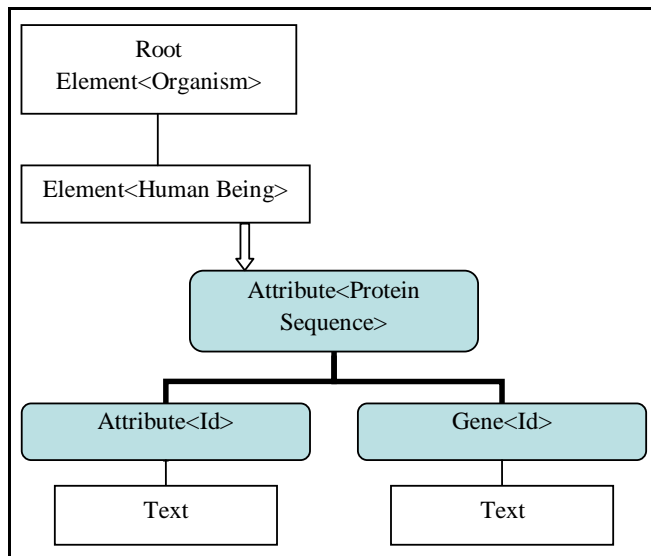 Root
Element<Organism>
Element<Human Being>
Attribute<Protein
Sequence>
Attribute<Id>
Gene<Id>
Text
Text